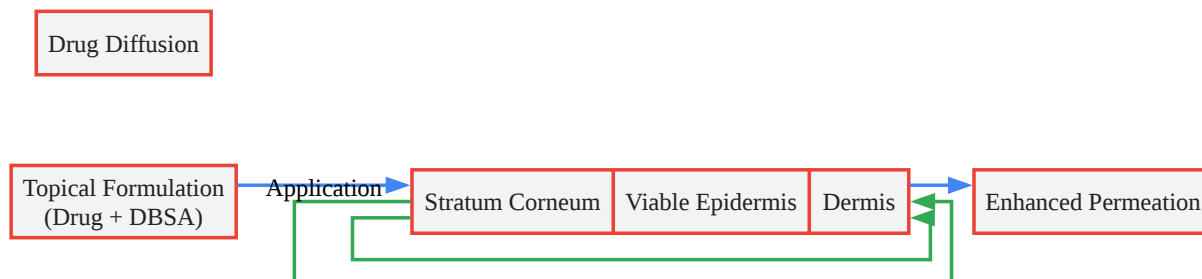 Drug Diffusion
Topical Formulation
(Drug + DBSA)
Application
Stratum Corneum
Viable Epidermis
Dermis
Enhanced Permeation